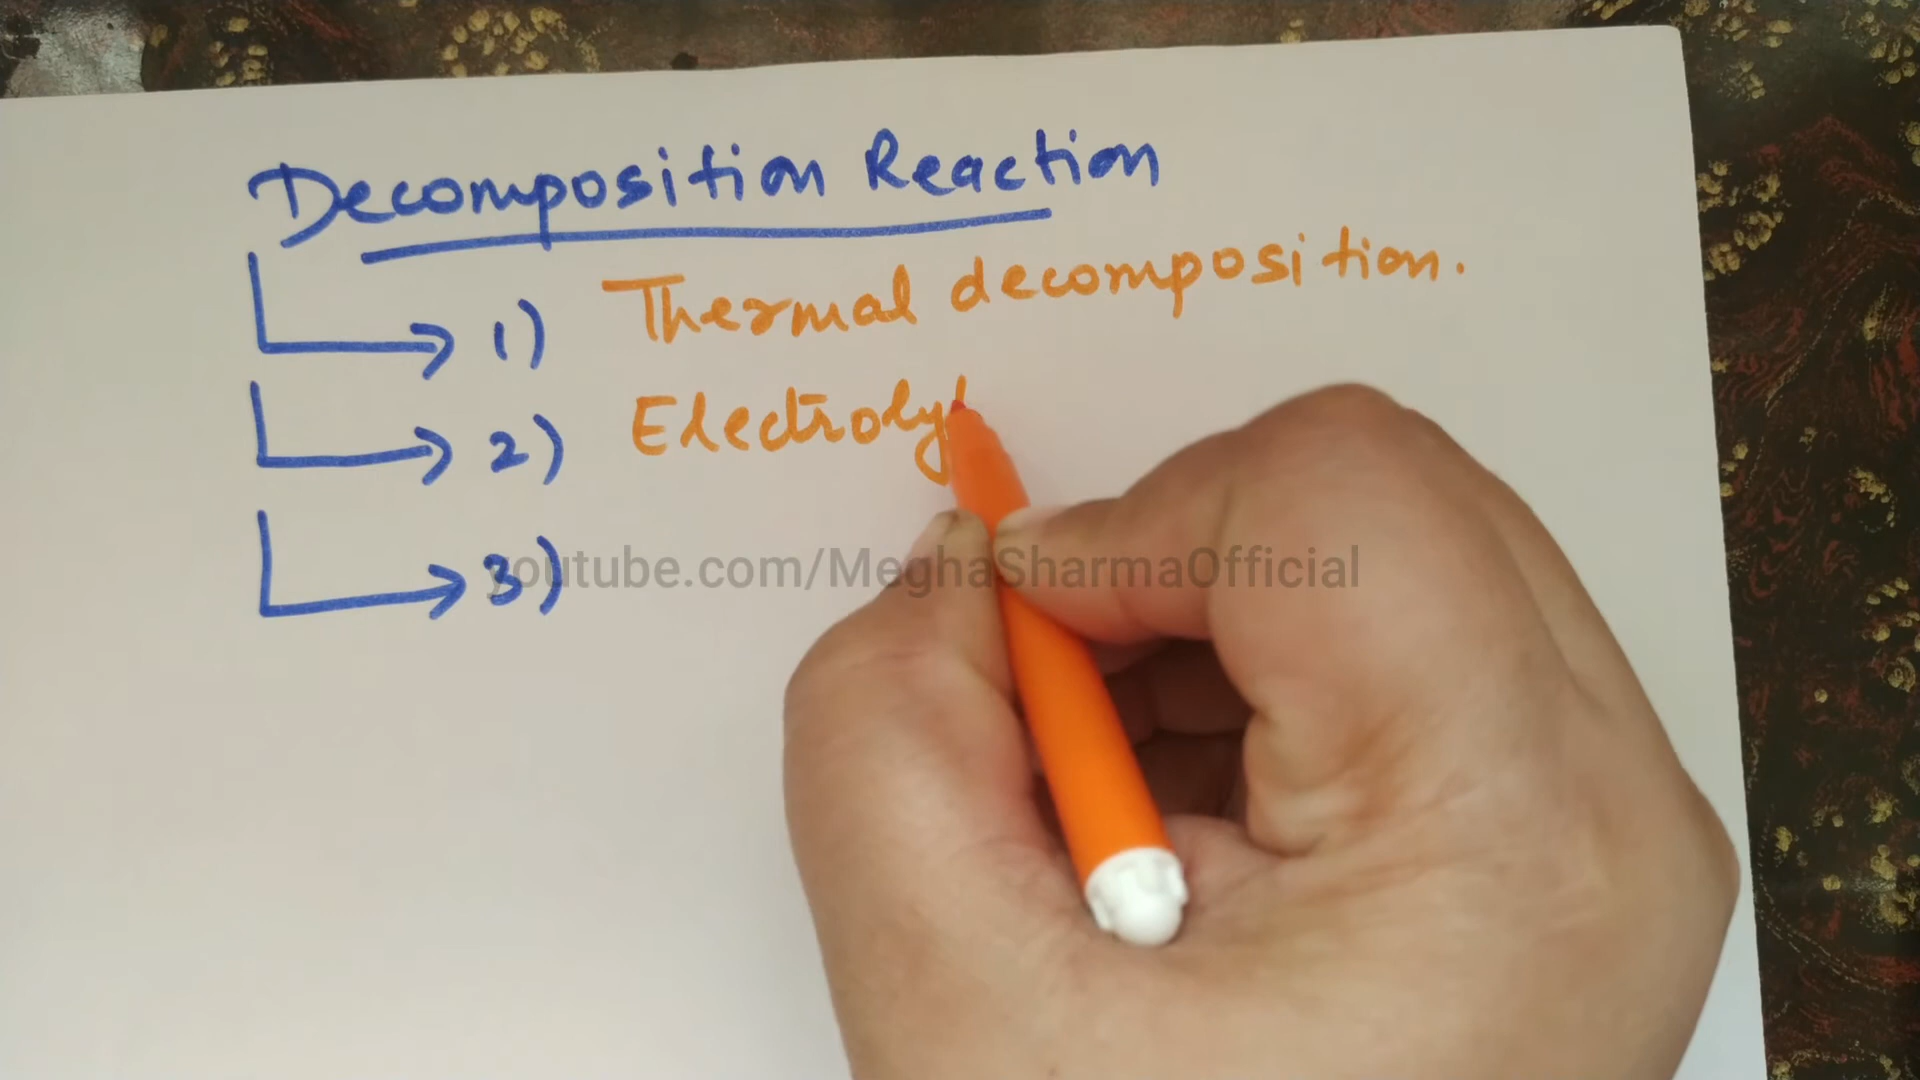 Decomposition Reaction
1) Thermal decomposition.
2) Electroly
3)
youtube.com/MeghaSharmaOfficial